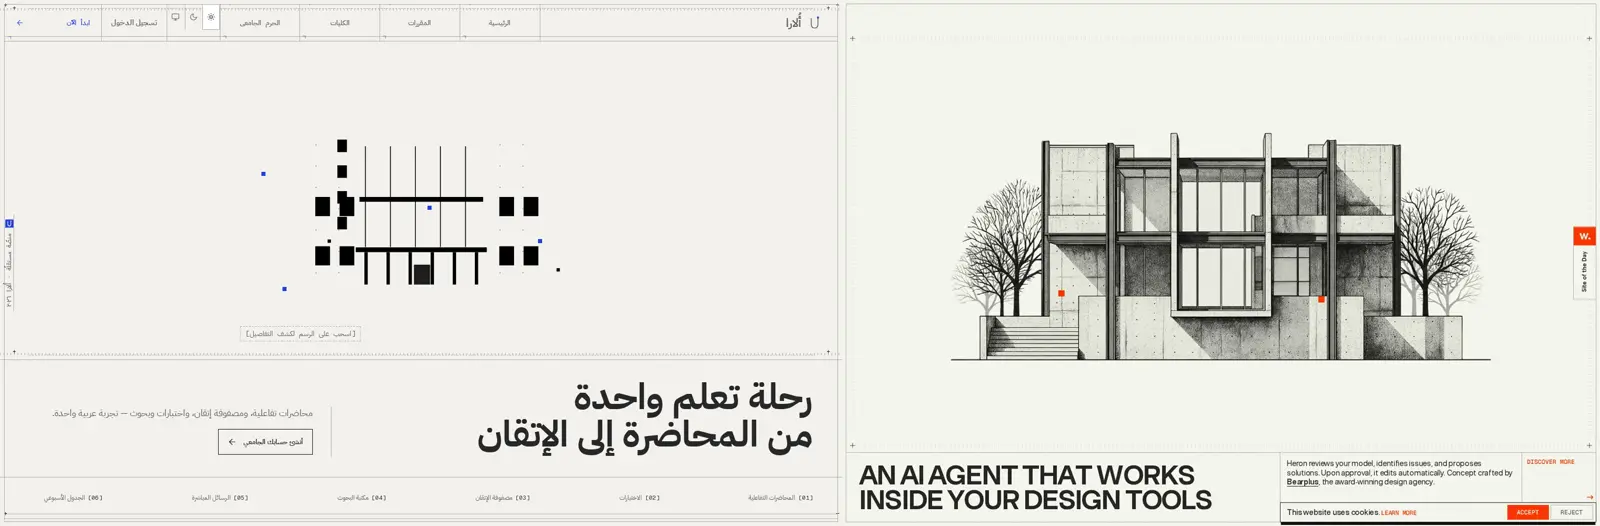 ألارا
الرئيسية
المقررات
الكليات
الحرم الجامعي
تسجيل الدخول
ابدأ الآن
[اسحب على الرسم لكشف التفاصيل]
رحلة تعلم واحدة
من المحاضرة إلى الإتقان
محاضرات تفاعلية، ومصفوفة إتقان، واختبارات وبحوث — تجربة عربية واحدة.
أنشئ حسابك الجامعي
[01] المحاضرات التفاعلية
[02] الاختبارات
[03] مصفوفة الإتقان
[04] مكتبة البحوث
[05] الرسائل المباشرة
[06] الجدول الأسبوعي
W.
Site of the Day
AN AI AGENT THAT WORKS
INSIDE YOUR DESIGN TOOLS
Heron reviews your model, identifies issues, and proposes
solutions. Upon approval, it edits automatically. Concept crafted by
Bearplus, the award-winning design agency.
DISCOVER MORE
This website uses cookies. LEARN MORE
ACCEPT
REJECT